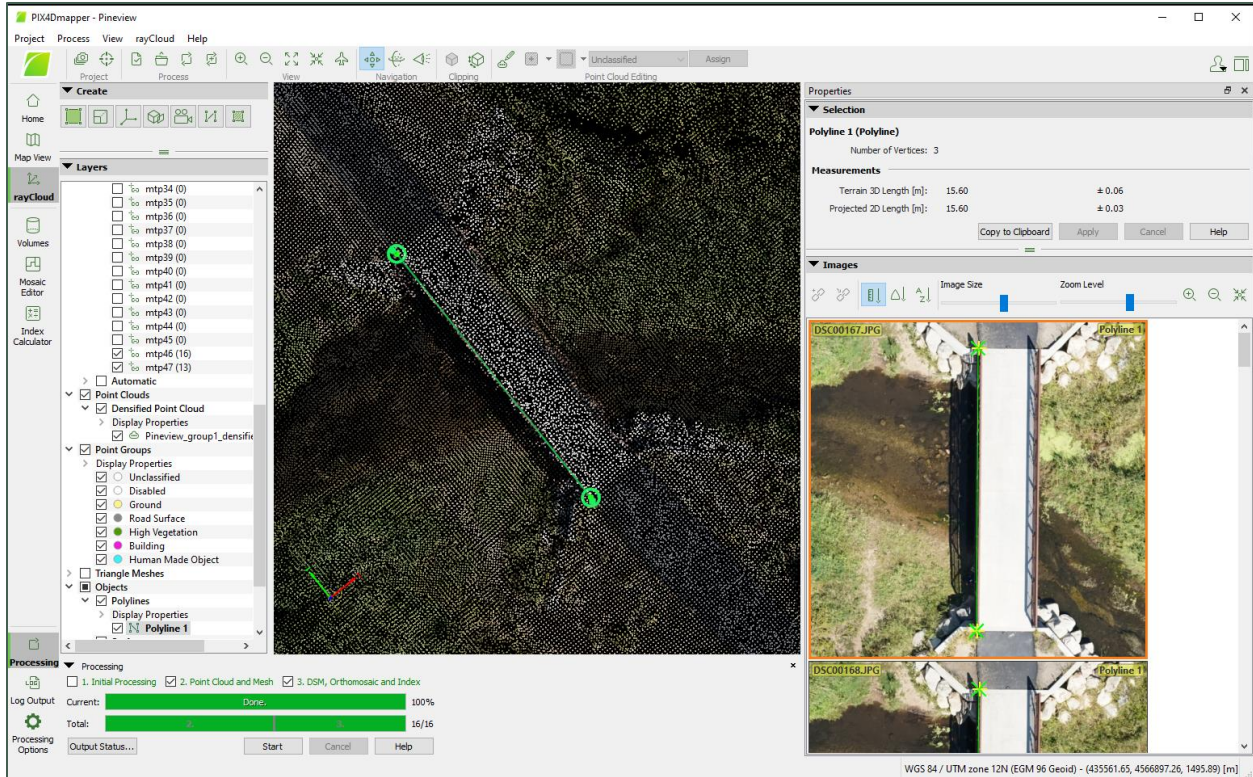 PIX4Dmapper - Pineview
Project Process View rayCloud Help
Unclassified Assign
Project Process View Navigation Clipping Point Cloud Editing
Home
Map View
rayCloud
Volumes
Mosaic
Editor
Index
Calculator
Processing
Log Output
Processing
Options
Create
Layers
mtp34 (0)
mtp35 (0)
mtp36 (0)
mtp37 (0)
mtp38 (0)
mtp39 (0)
mtp40 (0)
mtp41 (0)
mtp42 (0)
mtp43 (0)
mtp44 (0)
mtp45 (0)
mtp46 (16)
mtp47 (13)
Automatic
Point Clouds
Densified Point Cloud
Display Properties
Pineview_group1_densifie
Point Groups
Display Properties
Unclassified
Disabled
Ground
Road Surface
High Vegetation
Building
Human Made Object
Triangle Meshes
Objects
Polylines
Display Properties
Polyline 1
Processing
1. Initial Processing 2. Point Cloud and Mesh 3. DSM, Orthomosaic and Index
Current: Done. 100%
Total: 2. 3. 16/16
Output Status... Start Cancel Help
Properties
Selection
Polyline 1 (Polyline)
Number of Vertices: 3
Measurements
Terrain 3D Length [m]: 15.60 ± 0.06
Projected 2D Length [m]: 15.60 ± 0.03
Copy to Clipboard Apply Cancel Help
Images
Image Size Zoom Level
DSC00167.JPG Polyline 1
DSC00168.JPG Polyline 1
WGS 84 / UTM zone 12N (EGM 96 Geoid) - (435561.65, 4566897.26, 1495.89) [m]